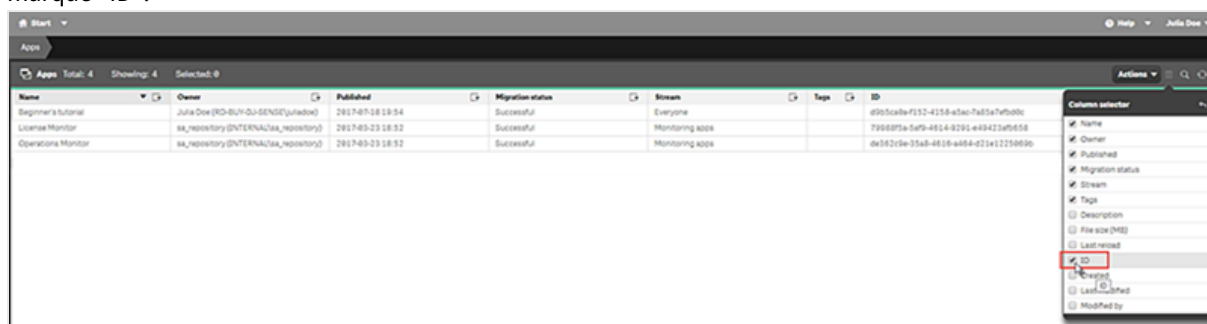 marque "ID".
Start
Help Julia Doe
Apps
Apps Total: 4 Showing: 4 Selected: 0 Actions
Name Owner Published Migration status Stream Tags ID
Beginner's tutorial Julia Doe (RD-BUY-DJ-SENSE\juliadoe) 2017-07-18 19:54 Successful Everyone
License Monitor sa_repository (INTERNAL\sa_repository) 2017-03-23 18:52 Successful Monitoring apps
Operations Monitor sa_repository (INTERNAL\sa_repository) 2017-03-23 18:52 Successful Monitoring apps
Column selector
Name
Owner
Published
Migration status
Stream
Tags
Description
File size (MB)
Last reload
ID
Created
ID
Last modified
Modified by